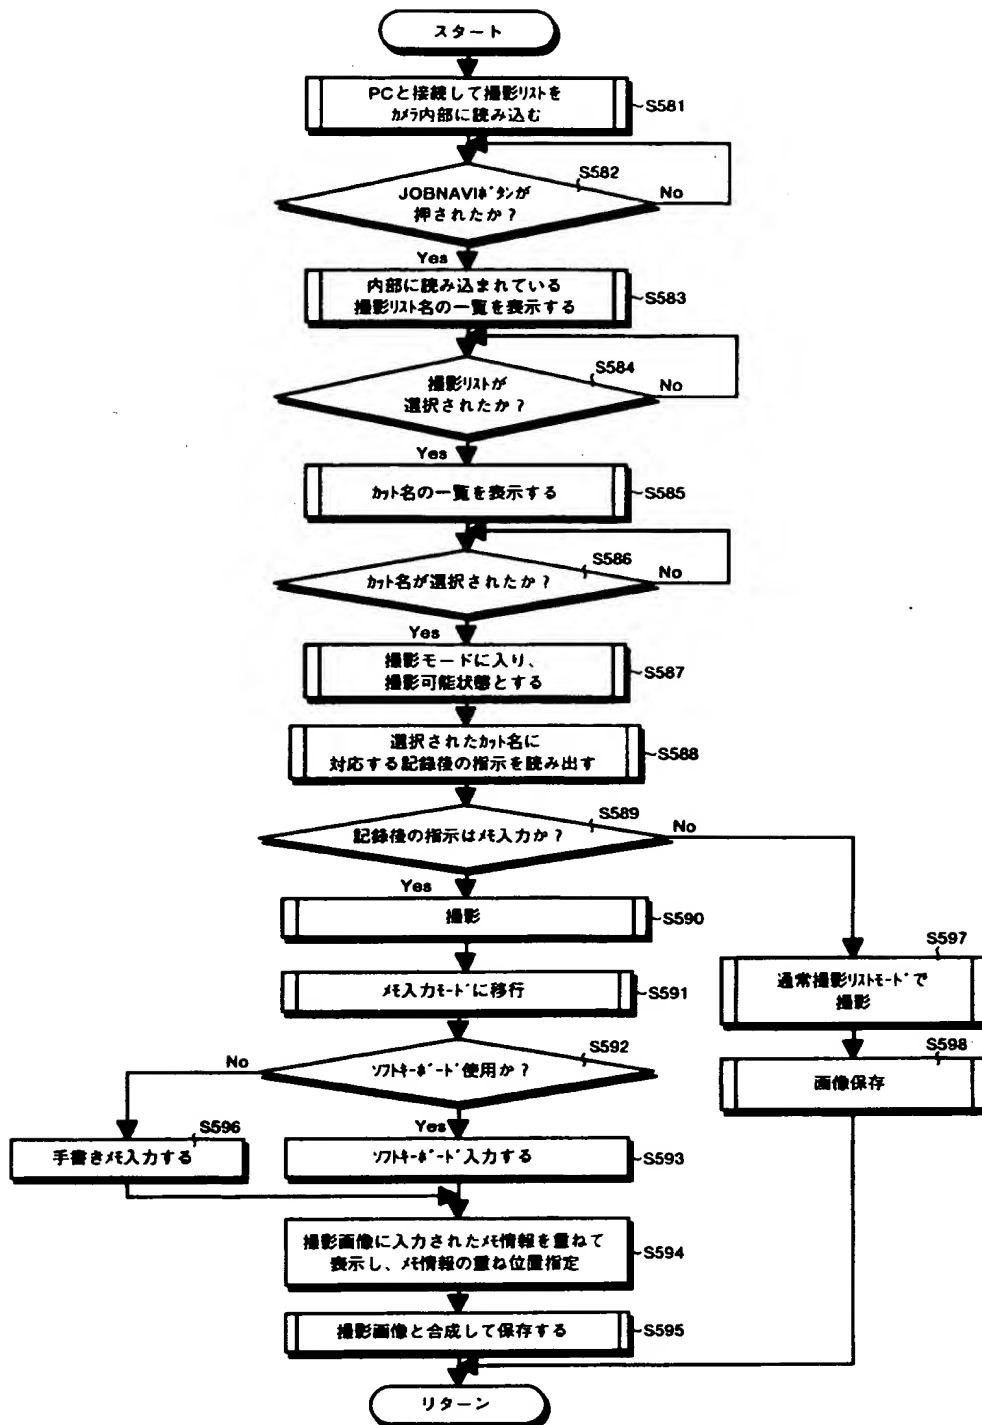 スタート
PCと接続して撮影ﾘｽﾄを
ｶﾒﾗ内部に読み込む
S581
S582
JOBNAVIﾎﾞﾀﾝが
押されたか？
No
Yes
内部に読み込まれている
撮影ﾘｽﾄ名の一覧を表示する
S583
S584
撮影ﾘｽﾄが
選択されたか？
No
Yes
ｶｯﾄ名の一覧を表示する
S585
S586
ｶｯﾄ名が選択されたか？
No
Yes
撮影モードに入り、
撮影可能状態とする
S587
選択されたｶｯﾄ名に
対応する記録後の指示を読み出す
S588
S589
記録後の指示はﾒﾓ入力か？
No
Yes
撮影
S590
S597
通常撮影ﾘｽﾄﾓｰﾄﾞで
撮影
ﾒﾓ入力ﾓｰﾄﾞに移行
S591
S592
ｿﾌﾄｷｰﾎﾞｰﾄﾞ使用か？
No
Yes
S598
画像保存
S596
手書きﾒﾓ入力する
ｿﾌﾄｷｰﾎﾞｰﾄﾞ入力する
S593
撮影画像に入力されたﾒﾓ情報を重ねて
表示し、ﾒﾓ情報の重ね位置指定
S594
撮影画像と合成して保存する
S595
リターン